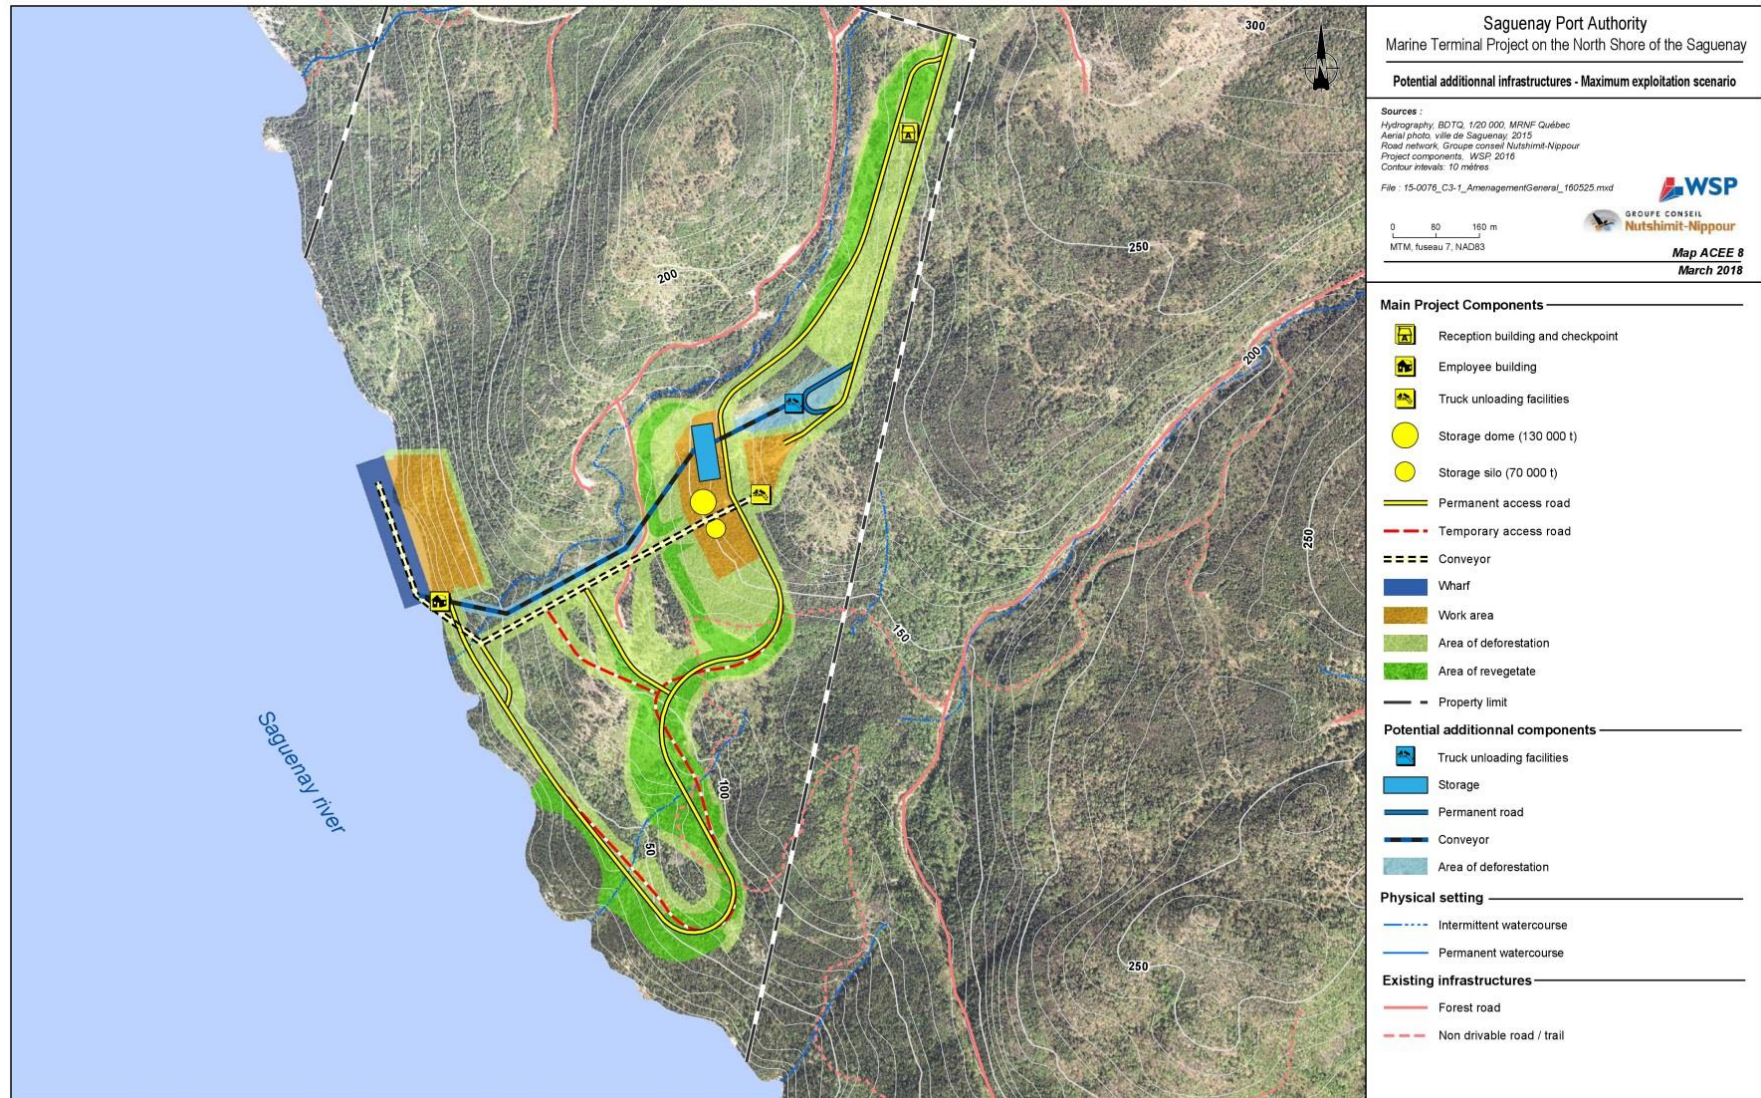 Saguenay Port Authority
Marine Terminal Project on the North Shore of the Saguenay
Potential additionnal infrastructures - Maximum exploitation scenario
Sources :
Hydrography, BDTQ, 1/20 000, MRNF Québec
Aerial photo, ville de Saguenay, 2015
Road network, Groupe conseil Nutshimit-Nippour
Project components, WSP, 2016
Contour intevals: 10 mètres
File : 15-0076_C3-1_AmenagementGeneral_160525.mxd
WSP
GROUPE CONSEIL
Nutshimit-Nippour
0 80 160 m
MTM, fuseau 7, NAD83
Map ACEE 8
March 2018
Main Project Components
Reception building and checkpoint
Employee building
Truck unloading facilities
Storage dome (130 000 t)
Storage silo (70 000 t)
Permanent access road
Temporary access road
Conveyor
Wharf
Work area
Area of deforestation
Area of revegetate
Property limit
Potential additionnal components
Truck unloading facilities
Storage
Permanent road
Conveyor
Area of deforestation
Physical setting
Intermittent watercourse
Permanent watercourse
Existing infrastructures
Forest road
Non drivable road / trail
N
300
250
200
200
250
150
100
50
250
Saguenay river